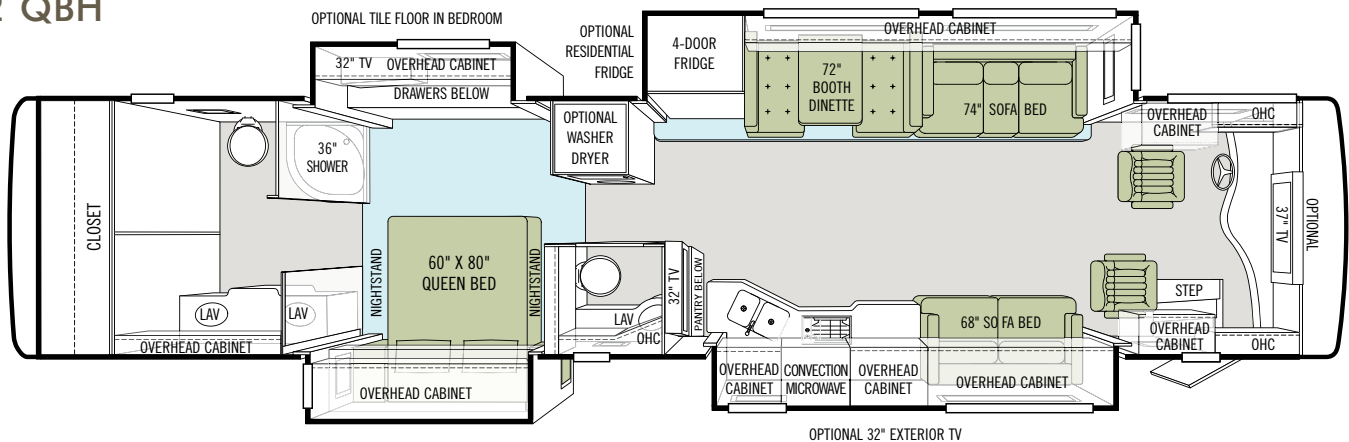 2 QBH
OPTIONAL TILE FLOOR IN BEDROOM
OPTIONAL
RESIDENTIAL
FRIDGE
4-DOOR
FRIDGE
OVERHEAD CABINET
32" TV
OVERHEAD CABINET
DRAWERS BELOW
72"
BOOTH
DINETTE
74" SOFA BED
OPTIONAL
WASHER
DRYER
36"
SHOWER
OVERHEAD
CABINET
OHC
CLOSET
NIGHTSTAND
60" X 80"
QUEEN BED
NIGHTSTAND
32" TV
PANTRY BELOW
37" TV
OPTIONAL
STEP
LAV
LAV
LAV
OHC
68" SOFA BED
OVERHEAD
CABINET
OHC
OVERHEAD CABINET
OVERHEAD CABINET
OVERHEAD
CABINET
CONVECTION
MICROWAVE
OVERHEAD
CABINET
OVERHEAD CABINET
OPTIONAL 32" EXTERIOR TV